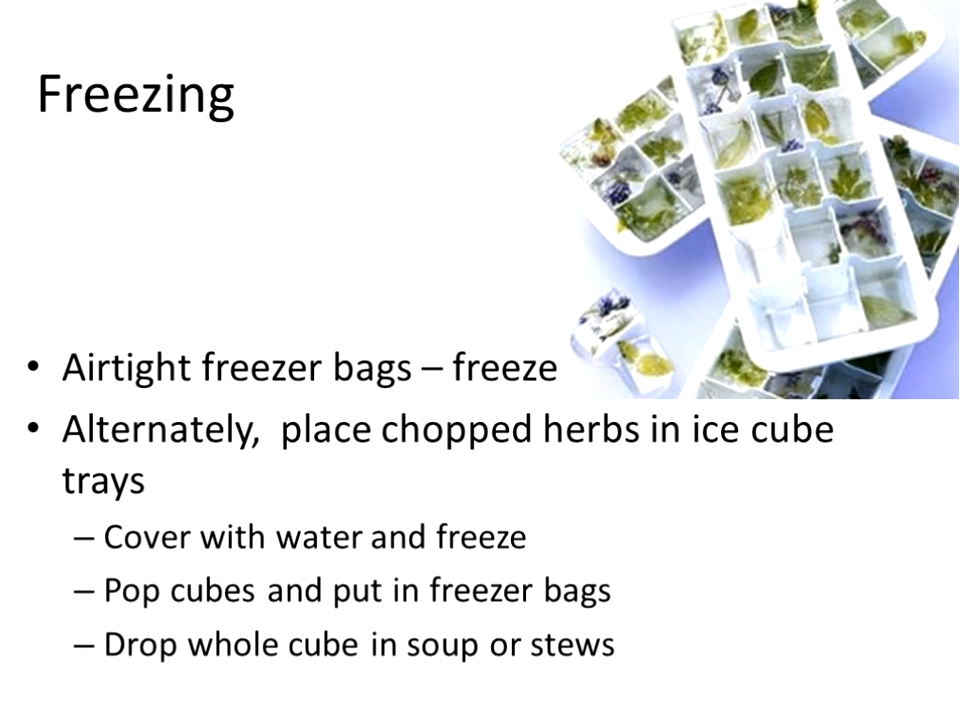 Freezing
• Airtight freezer bags – freeze
• Alternately,  place chopped herbs in ice cube
trays
– Cover with water and freeze
– Pop cubes and put in freezer bags
– Drop whole cube in soup or stews